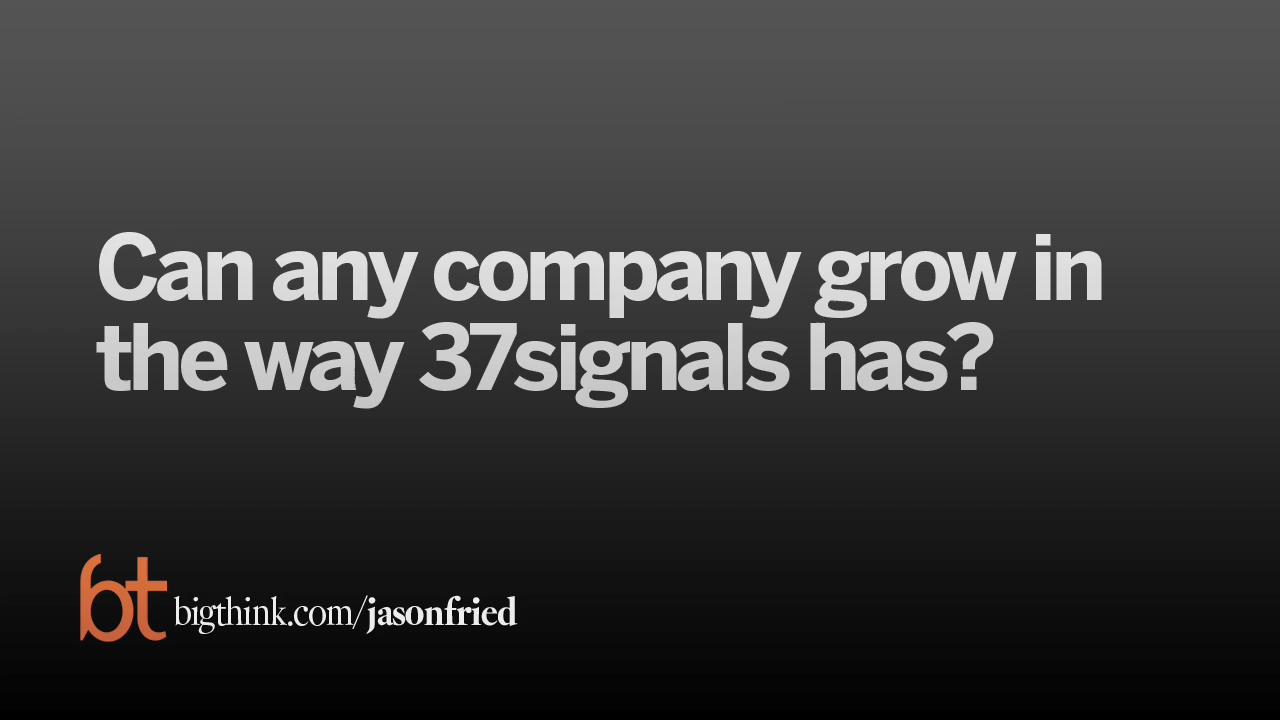 Can any company grow in
the way 37signals has?
bt bigthink.com/jasonfried